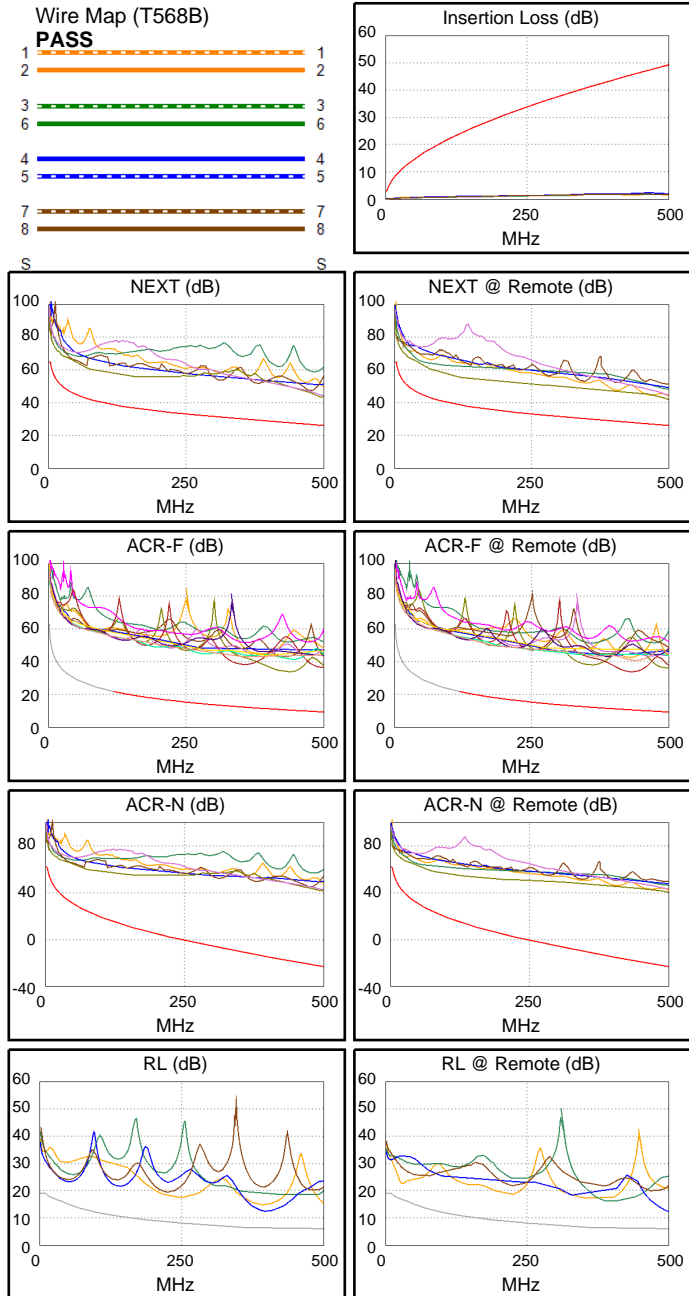 Wire Map (T568B)
PASS
1 1
2 2
3 3
6 6
4 4
5 5
7 7
8 8
S S
Insertion Loss (dB)
60
50
40
30
20
10
0
0 250 500
MHz
NEXT (dB)
100
80
60
40
20
0
0 250 500
MHz
NEXT @ Remote (dB)
100
80
60
40
20
0
0 250 500
MHz
ACR-F (dB)
100
80
60
40
20
0
0 250 500
MHz
ACR-F @ Remote (dB)
100
80
60
40
20
0
0 250 500
MHz
ACR-N (dB)
80
40
0
-40
0 250 500
MHz
ACR-N @ Remote (dB)
80
40
0
-40
0 250 500
MHz
RL (dB)
60
50
40
30
20
10
0
0 250 500
MHz
RL @ Remote (dB)
60
50
40
30
20
10
0
0 250 500
MHz